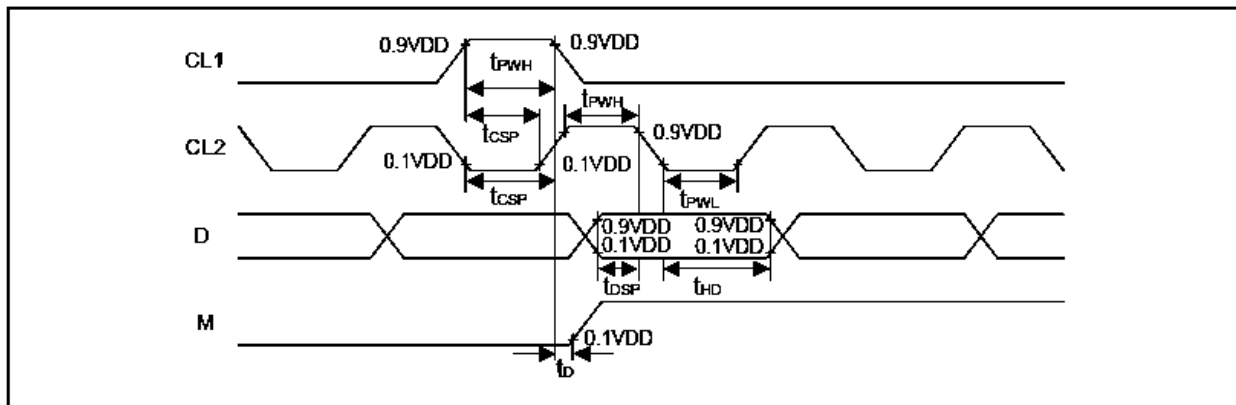 CL1
0.9VDD
0.9VDD
tPWH
tPWH
tCSP
CL2
0.9VDD
0.1VDD
0.1VDD
tCSP
tPWL
D
0.9VDD
0.9VDD
0.1VDD
0.1VDD
tDSP
tHD
M
0.1VDD
tD